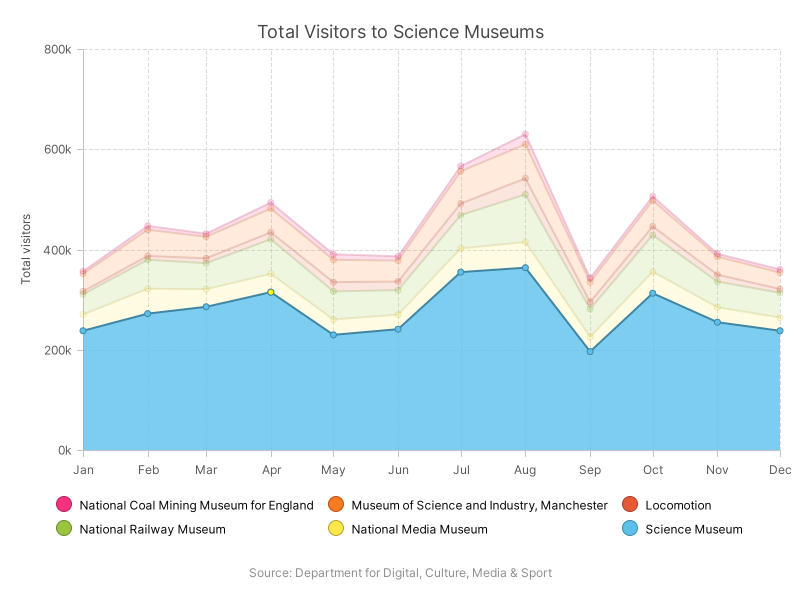 Total Visitors to Science Museums
Total visitors
800k
600k
400k
200k
0k
Jan Feb Mar Apr May Jun Jul Aug Sep Oct Nov Dec
National Coal Mining Museum for England Museum of Science and Industry, Manchester Locomotion
National Railway Museum National Media Museum Science Museum
Source: Department for Digital, Culture, Media & Sport